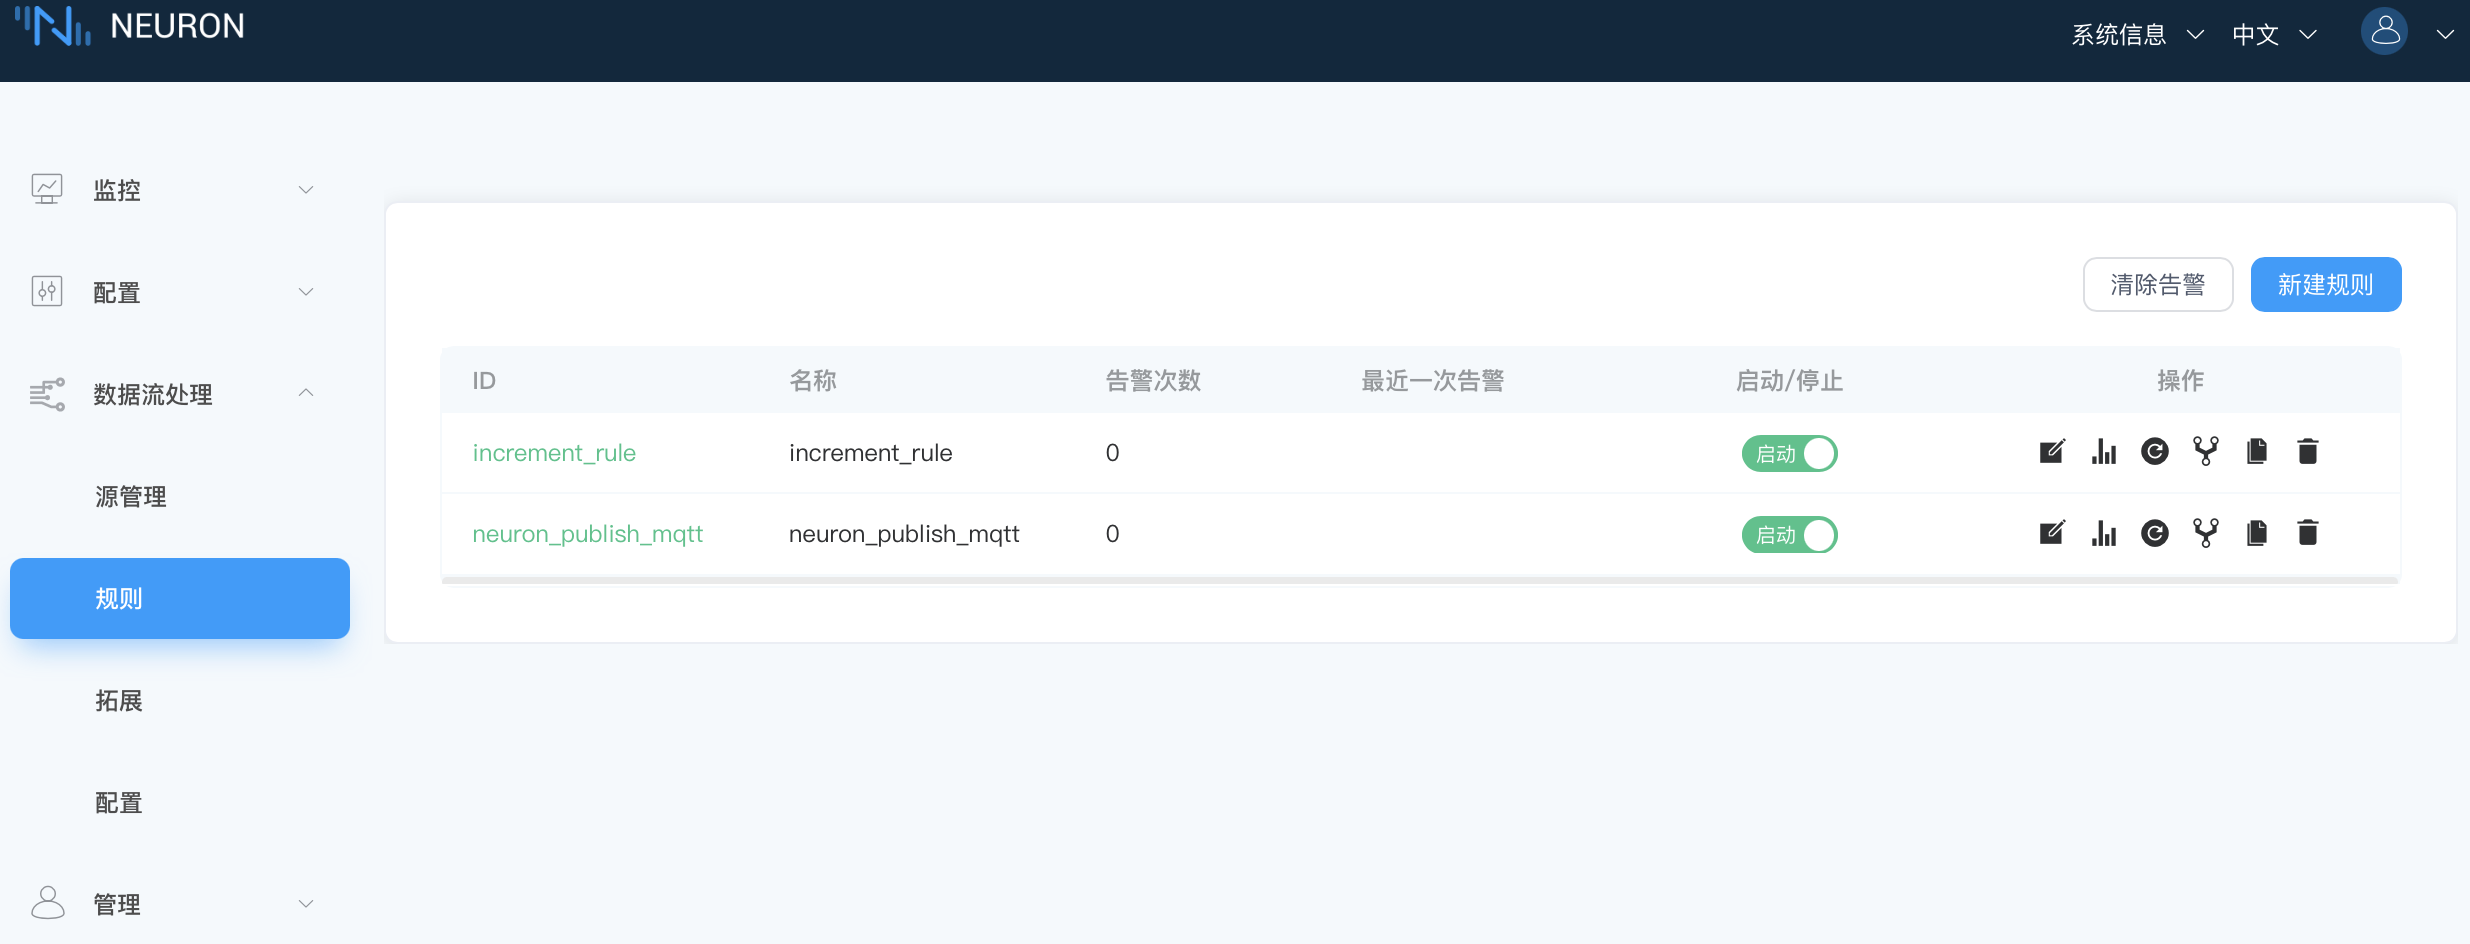 NEURON
系统信息 中文
监控
配置
数据流处理
源管理
规则
拓展
配置
管理
清除告警 新建规则
ID 名称 告警次数 最近一次告警 启动/停止 操作
increment_rule increment_rule 0 启动
neuron_publish_mqtt neuron_publish_mqtt 0 启动